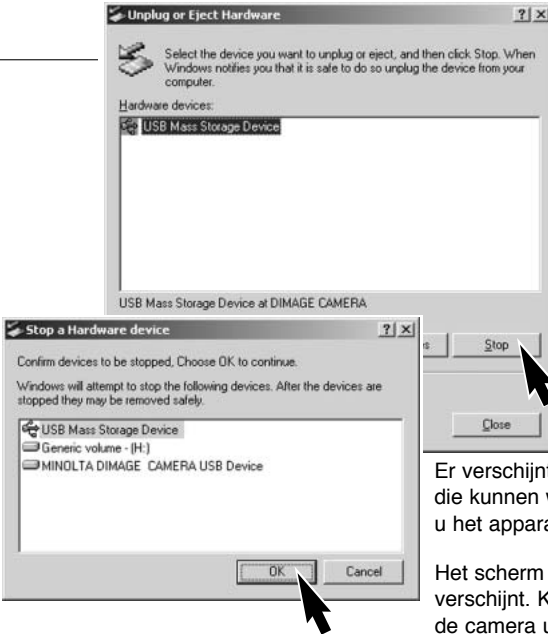 Unplug or Eject Hardware
Select the device you want to unplug or eject, and then click Stop. When
Windows notifies you that it is safe to do so unplug the device from your
computer.
Hardware devices:
USB Mass Storage Device
USB Mass Storage Device at DIMAGE CAMERA
Stop
Close
Stop a Hardware device
Confirm devices to be stopped, Choose OK to continue.
Windows will attempt to stop the following devices. After the devices are
stopped they may be removed safely.
USB Mass Storage Device
Generic volume - (H:)
MINOLTA DIMAGE CAMERA USB Device
OK
Cancel
Er verschijnt
die kunnen
u het
Het scherm
verschijnt.
de camera